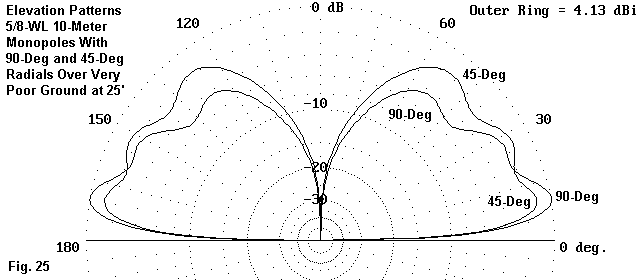 Elevation Patterns
5/8-WL 10-Meter
Monopoles With
90-Deg and 45-Deg
Radials Over Very
Poor Ground at 25'
0 dB
Outer Ring = 4.13 dBi
120
60
45-Deg
-10
90-Deg
150
30
-20
-30
45-Deg
90-Deg
180
0 deg.
Fig. 25